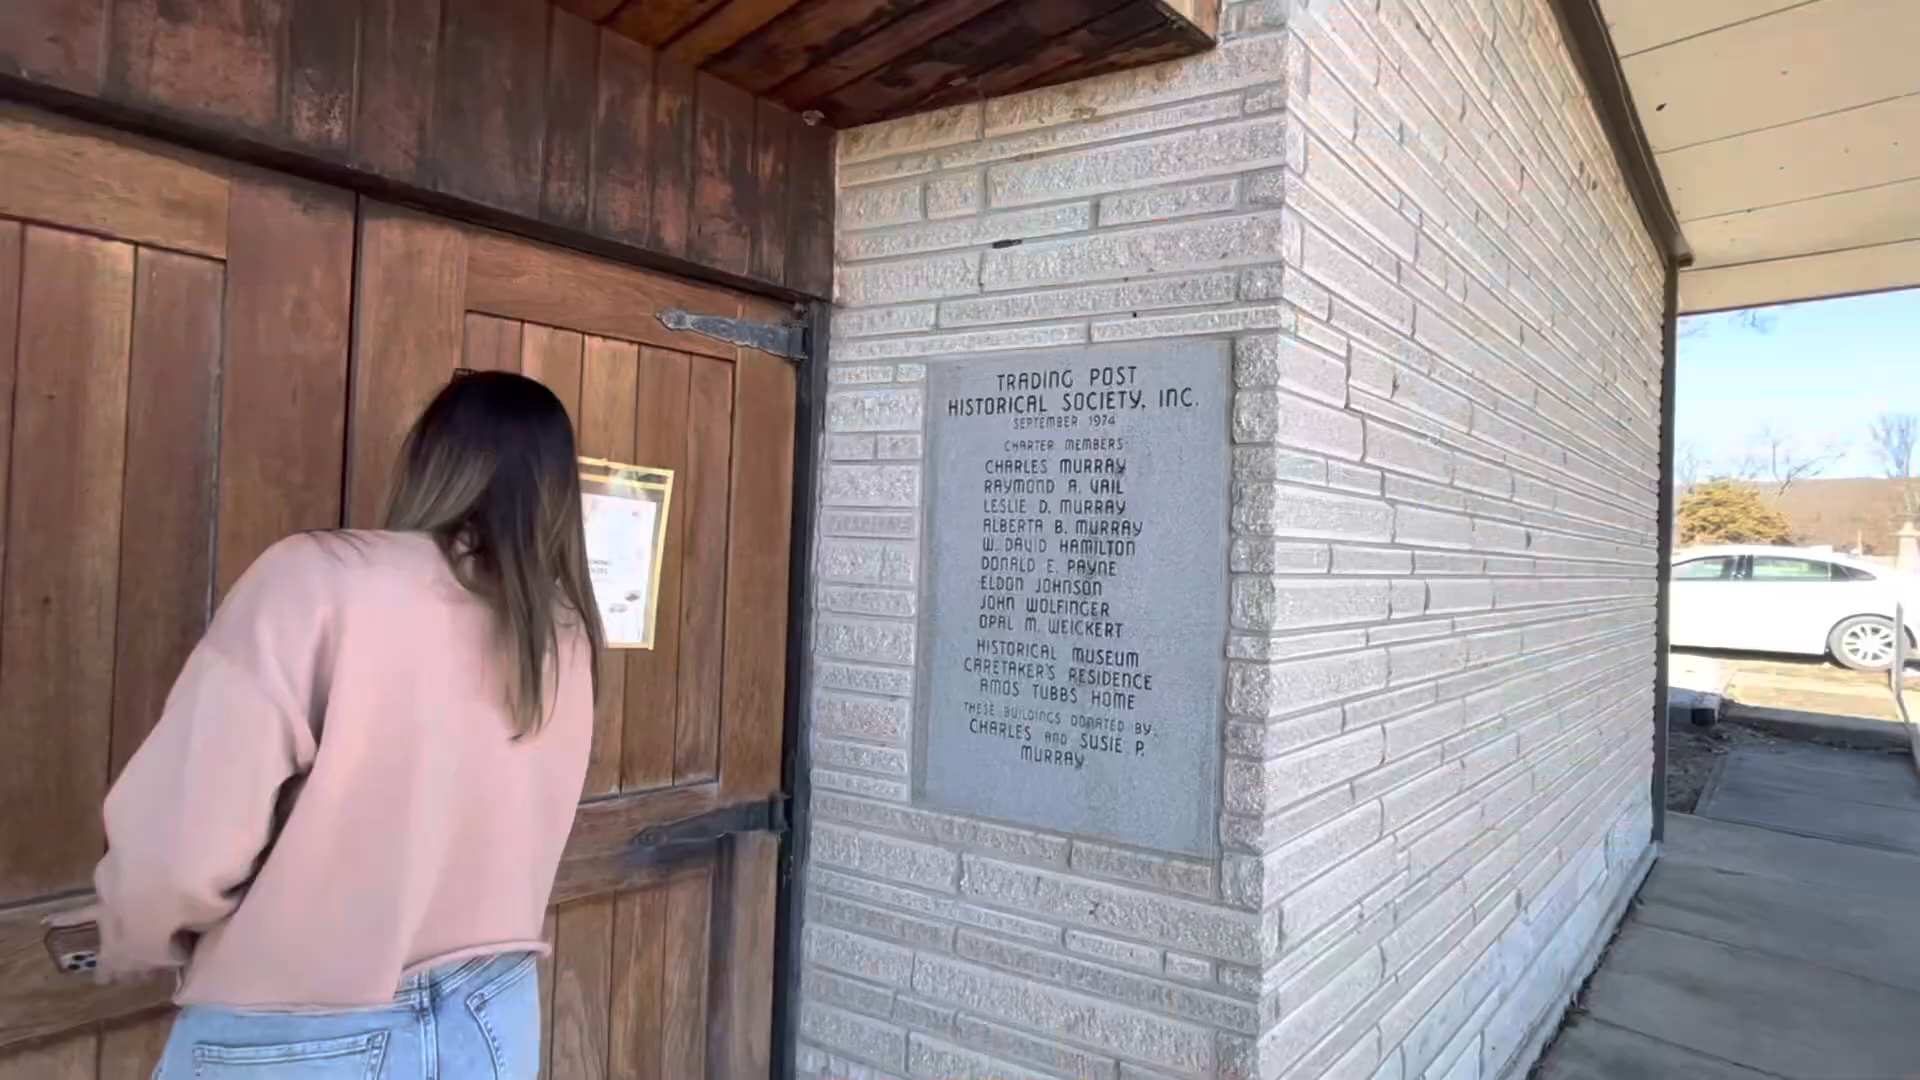 TRADING POST
HISTORICAL SOCIETY, INC.
SEPTEMBER 1974
CHARTER MEMBERS
CHARLES MURRAY
RAYMOND A. VAIL
LESLIE D. MURRAY
ALBERTA B. MURRAY
W. DAVID HAMILTON
DONALD E. PAYNE
ELDON JOHNSON
JOHN WOLFINGER
OPAL M. WEICKERT
HISTORICAL MUSEUM
CARETAKER'S RESIDENCE
AMOS TUBBS HOME
THESE BUILDINGS DONATED BY:
CHARLES AND SUSIE P.
MURRAY